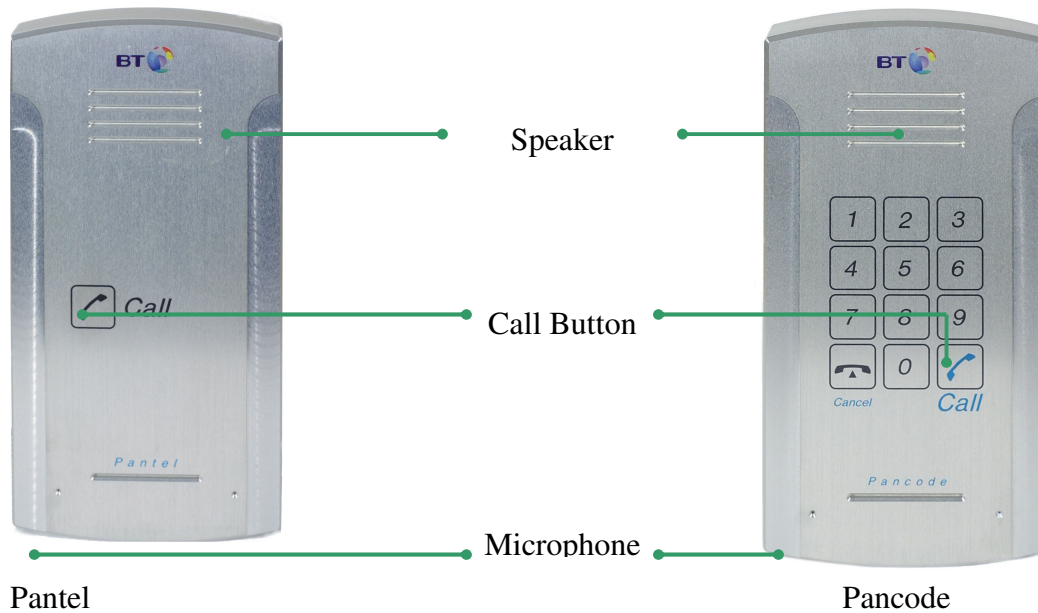 BT
BT
Speaker
1 2 3
4 5 6
Call
Call Button
7 8 9
0
Cancel
Call
Pantel
Pancode
Microphone
Pantel
Pancode